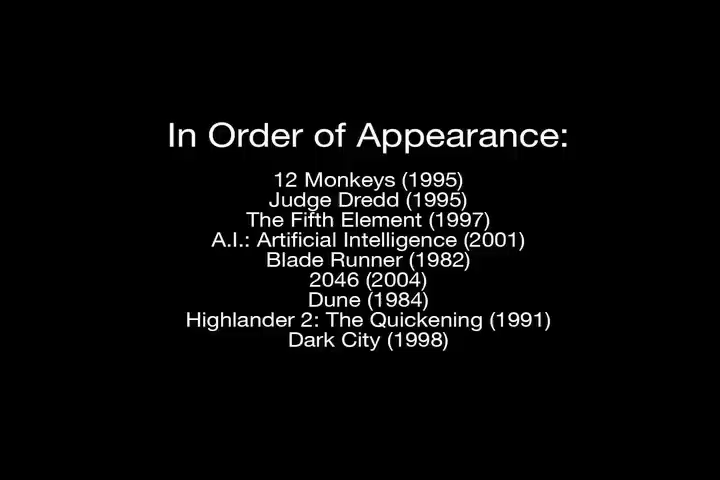 In Order of Appearance:
12 Monkeys (1995)
Judge Dredd (1995)
The Fifth Element (1997)
A.I.: Artificial Intelligence (2001)
Blade Runner (1982)
2046 (2004)
Dune (1984)
Highlander 2: The Quickening (1991)
Dark City (1998)